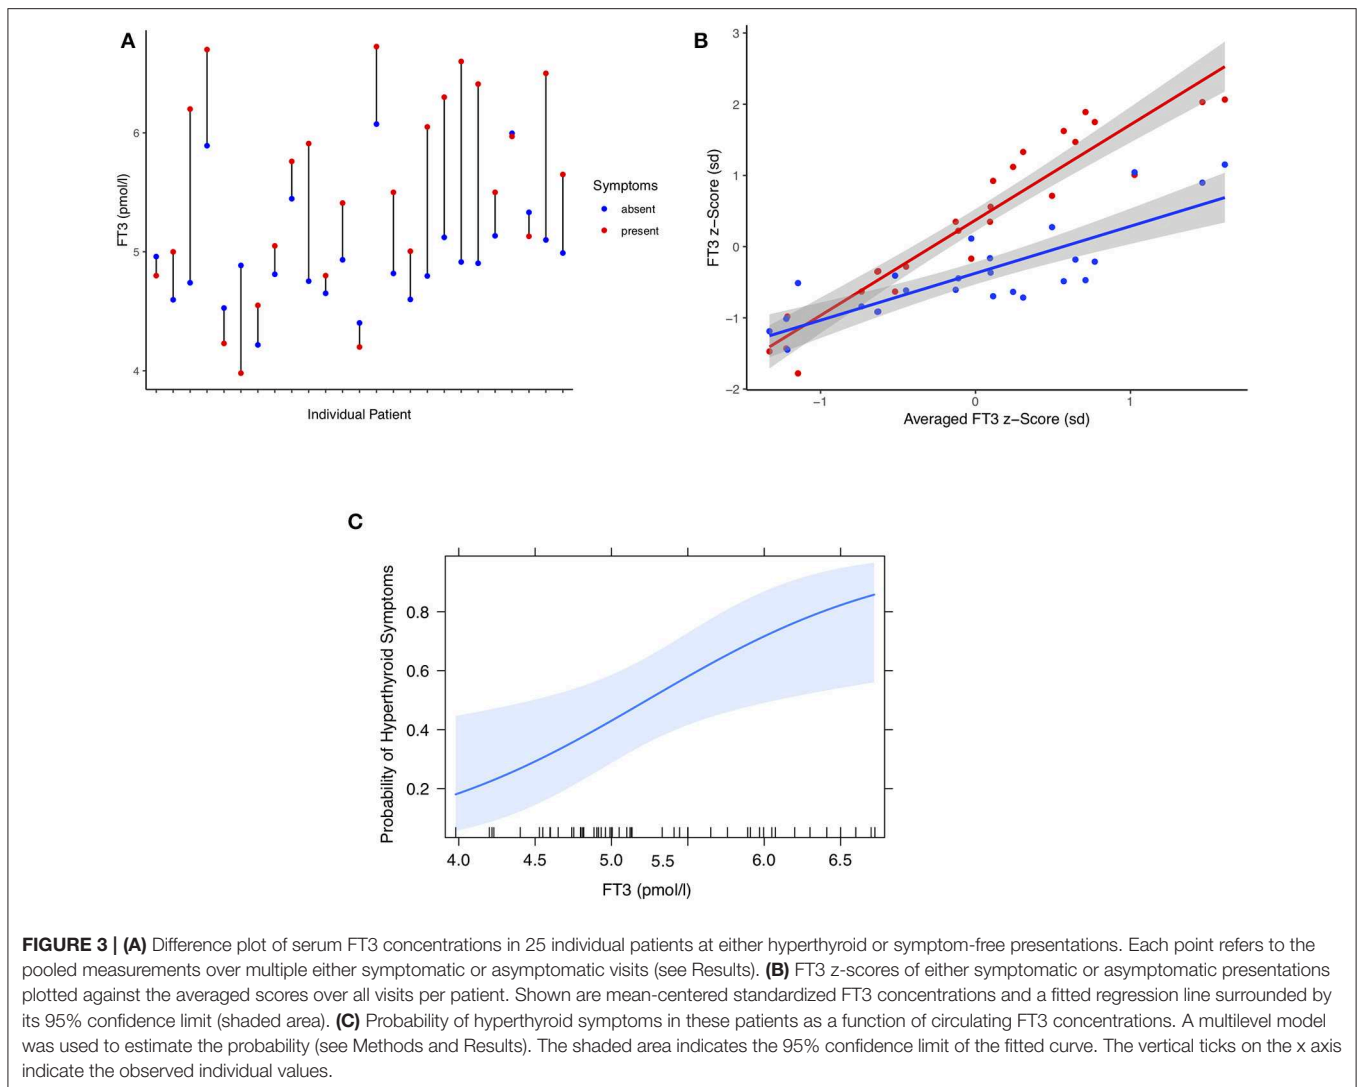 A
6
5
4
FT3 (pmol/l)
Individual Patient
Symptoms
absent
present
B
3
2
1
0
−1
−2
FT3 z−Score (sd)
−1 0 1
Averaged FT3 z−Score (sd)
C
Probability of Hyperthyroid Symptoms
0.8
0.6
0.4
0.2
4.0 4.5 5.0 5.5 6.0 6.5
FT3 (pmol/l)
FIGURE 3 | (A) Difference plot of serum FT3 concentrations in 25 individual patients at either hyperthyroid or symptom-free presentations. Each point refers to the
pooled measurements over multiple either symptomatic or asymptomatic visits (see Results). (B) FT3 z-scores of either symptomatic or asymptomatic presentations
plotted against the averaged scores over all visits per patient. Shown are mean-centered standardized FT3 concentrations and a fitted regression line surrounded by
its 95% confidence limit (shaded area). (C) Probability of hyperthyroid symptoms in these patients as a function of circulating FT3 concentrations. A multilevel model
was used to estimate the probability (see Methods and Results). The shaded area indicates the 95% confidence limit of the fitted curve. The vertical ticks on the x axis
indicate the observed individual values.